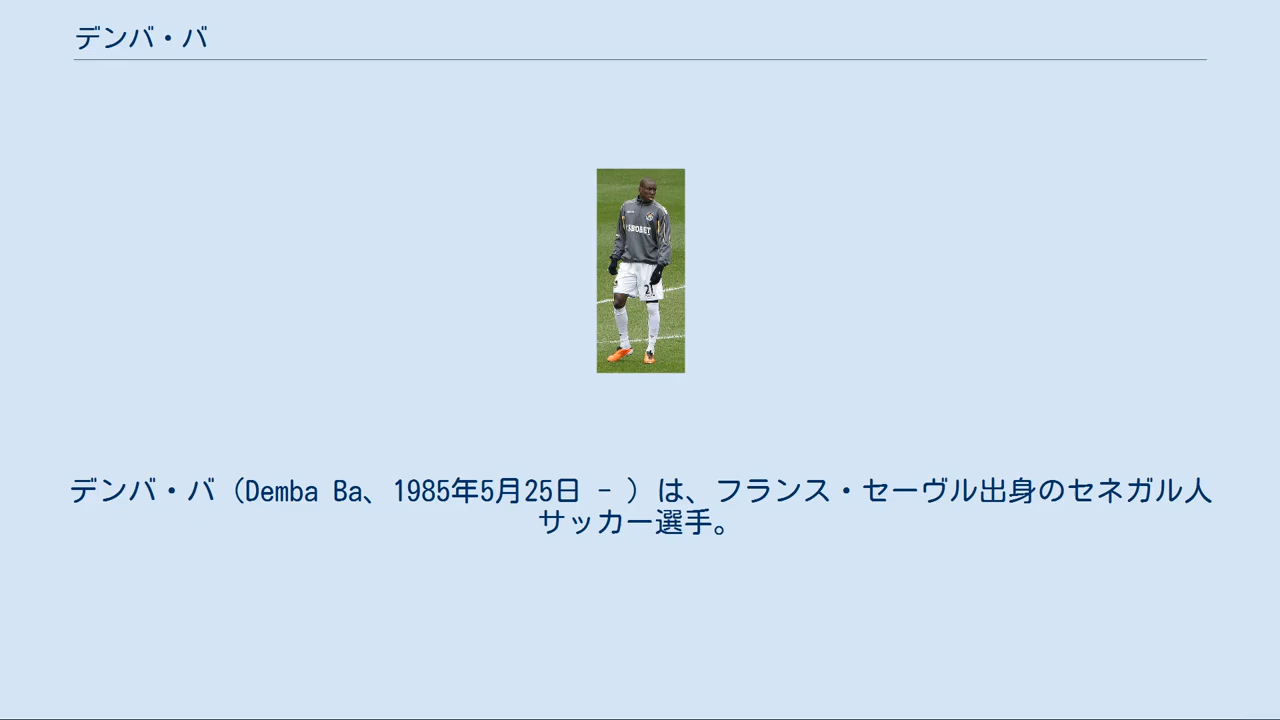 デンバ・バ
SBOBET
21
デンバ・バ（Demba Ba、1985年5月25日 - ）は、フランス・セーヴル出身のセネガル人
サッカー選手。